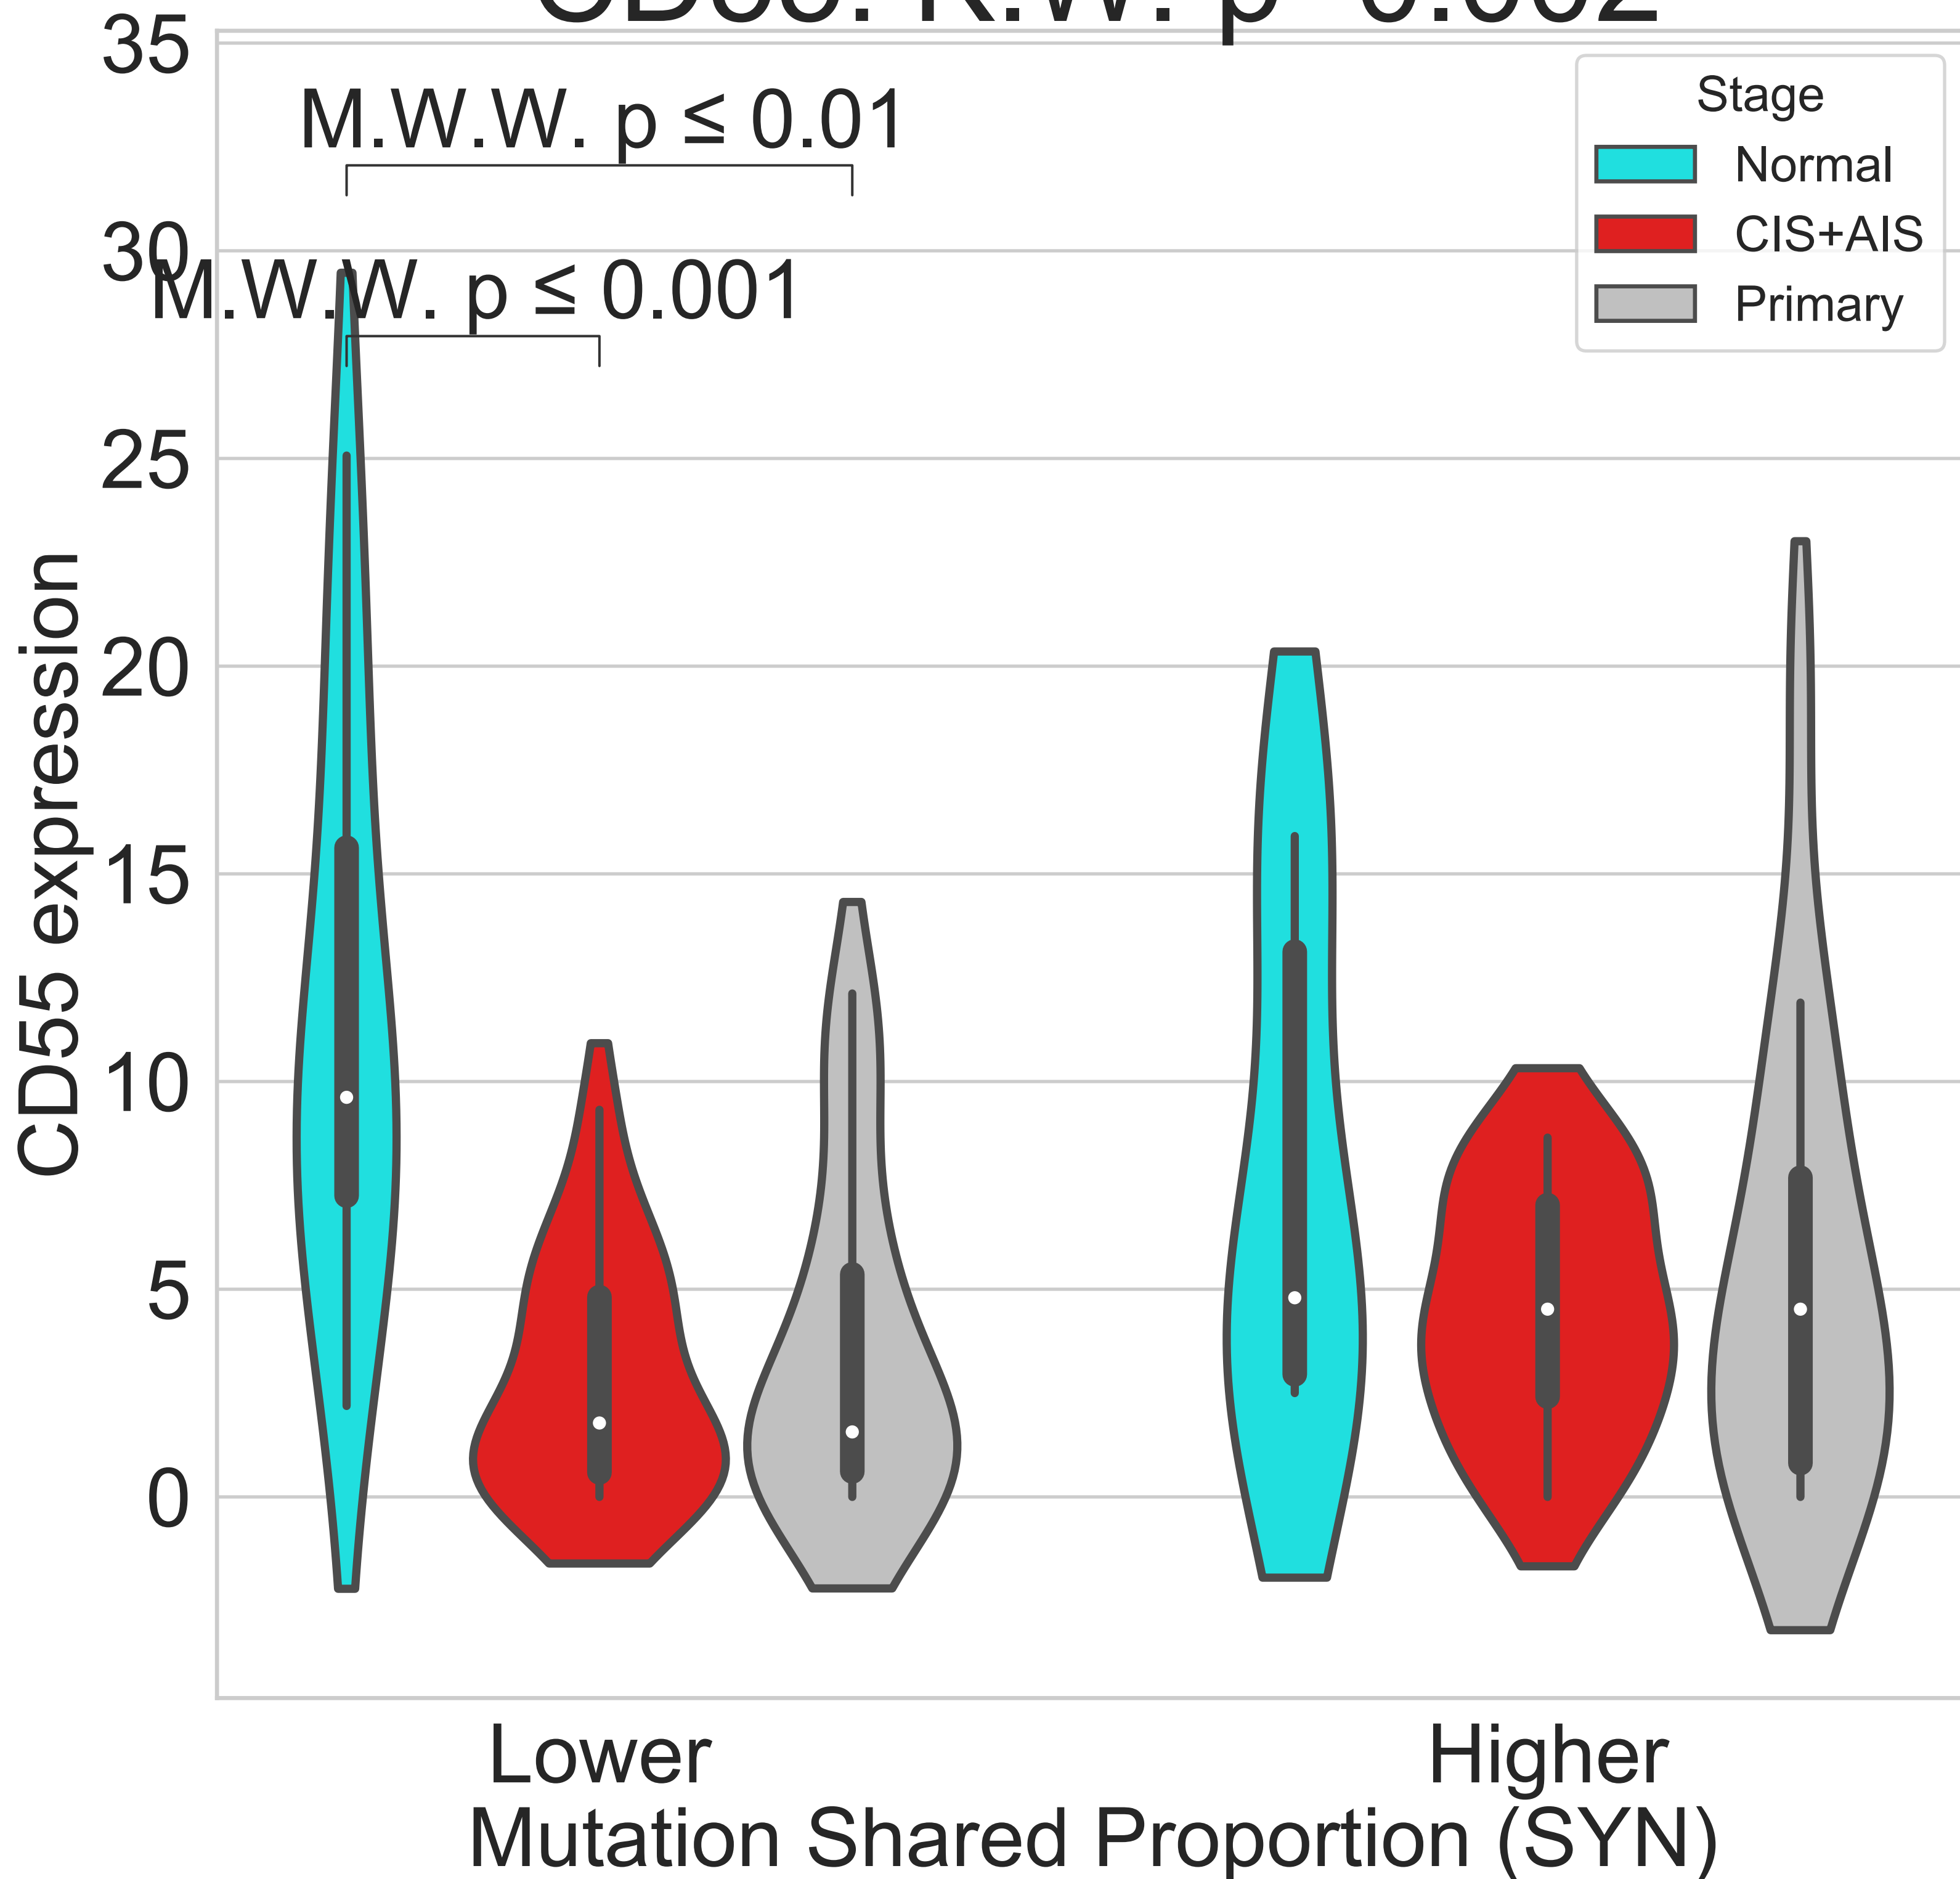 M.W.W. p ≤ 0.01
M.W.W. p ≤ 0.001
Stage
Normal
CIS+AIS
Primary
35
30
25
20
15
10
5
0
CD55 expression
Lower
Higher
Mutation Shared Proportion (SYN)